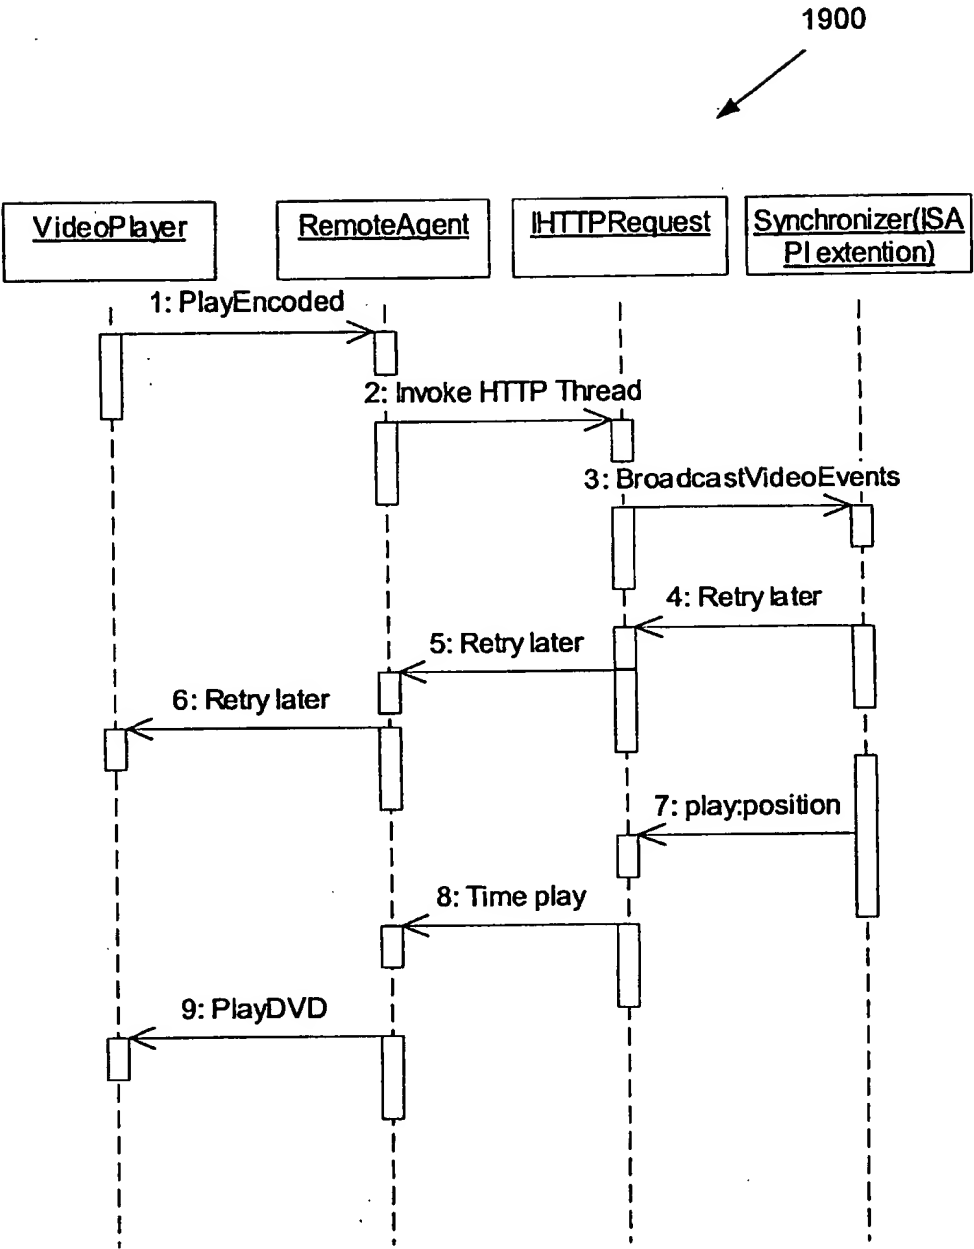 1900
VideoPlayer
RemoteAgent
IHTTPRequest
Synchronizer(ISA
PI extention)
1: PlayEncoded
2: Invoke HTTP Thread
3: BroadcastVideoEvents
4: Retry later
5: Retry later
6: Retry later
7: play:position
8: Time play
9: PlayDVD